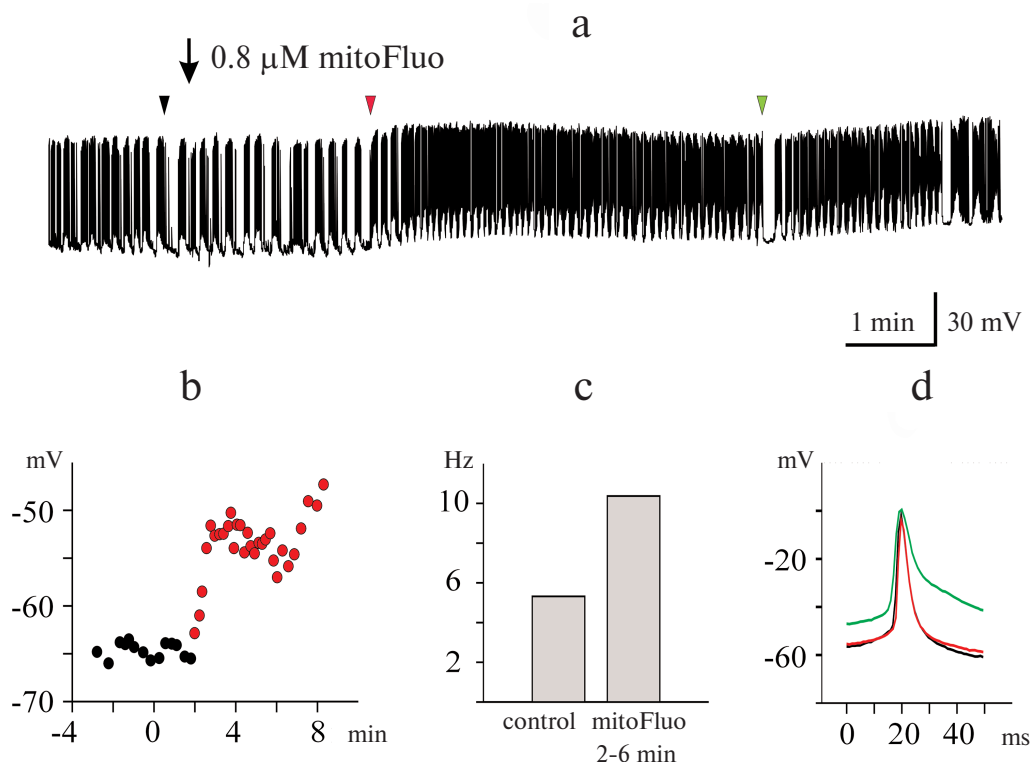 a
0.8 μM mitoFluo
1 min
30 mV
b
c
d
mV
-50
-60
-70
-4
0
4
8
min
Hz
10
6
2
control
mitoFluo
2-6 min
mV
-20
-60
0
20
40
ms